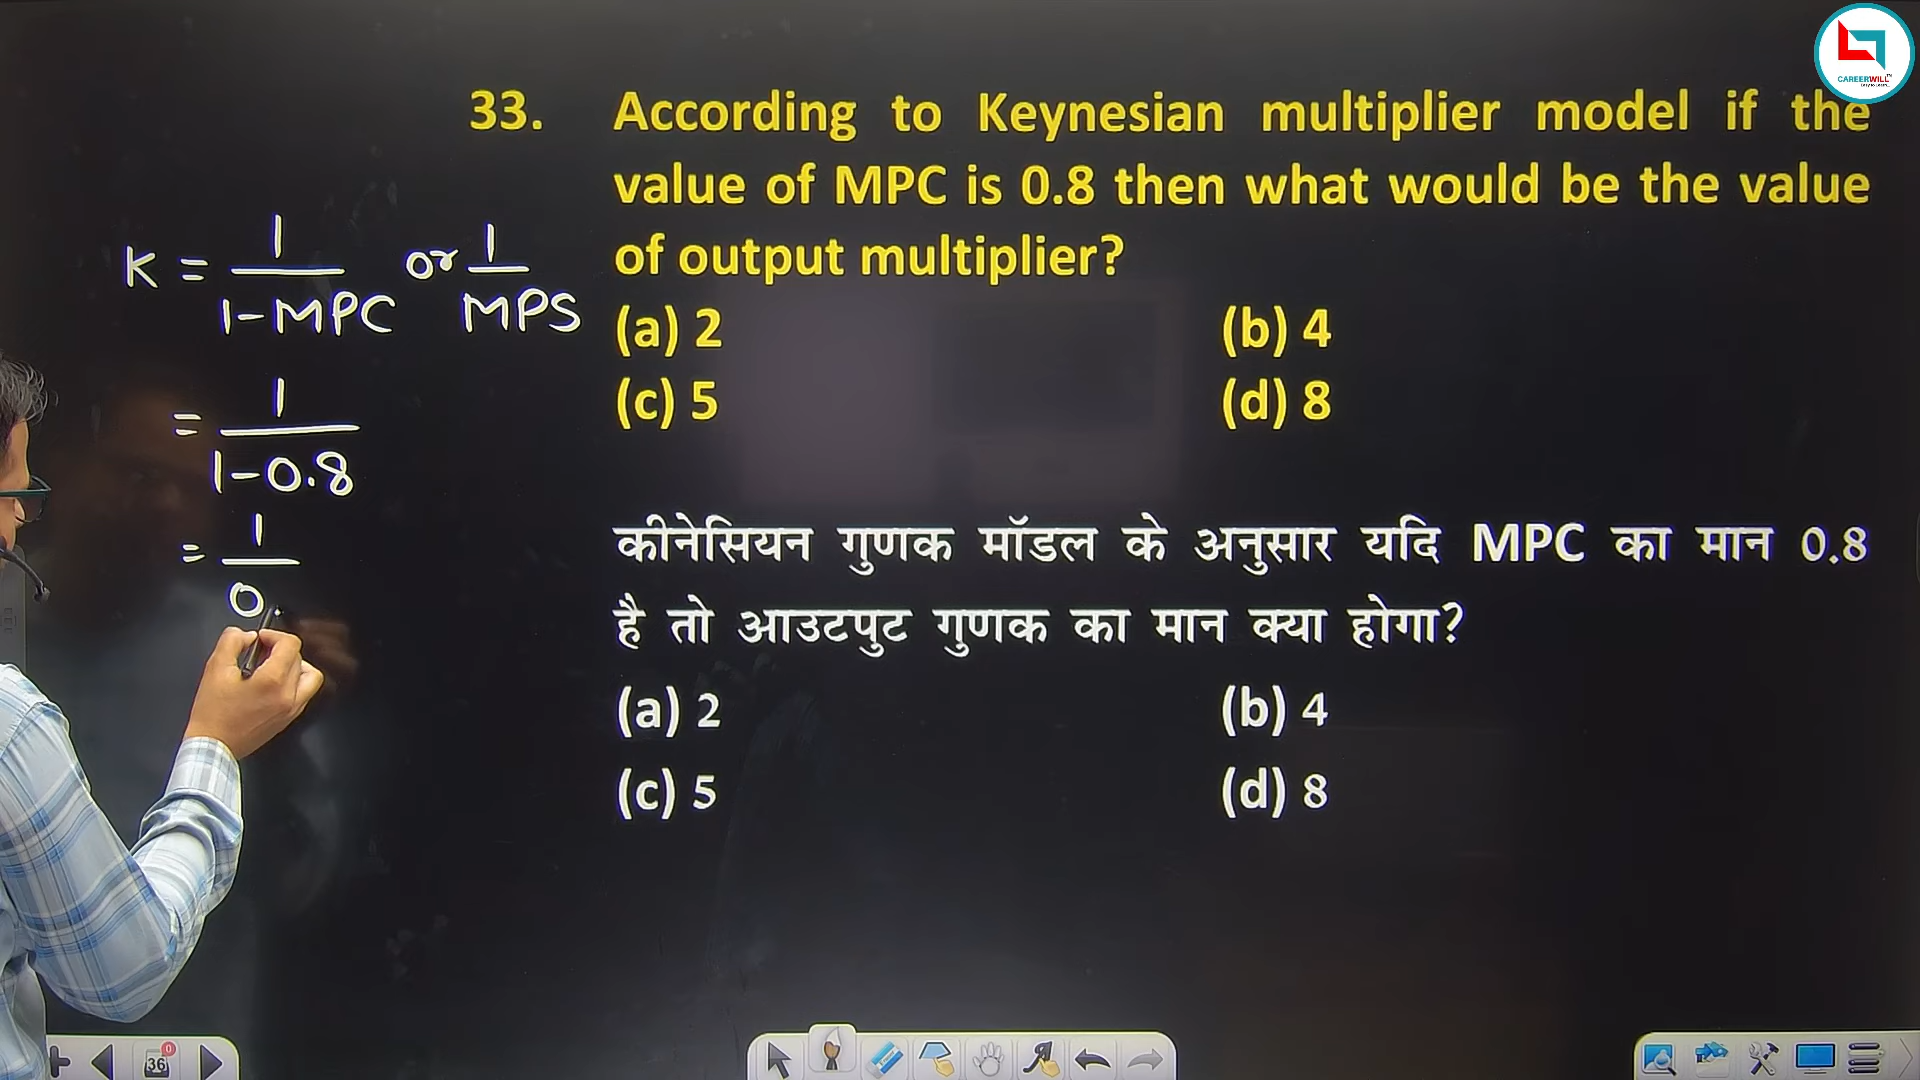 CAREERWILL
33. According to Keynesian multiplier model if the
value of MPC is 0.8 then what would be the value
of output multiplier?
(a) 2 (b) 4
(c) 5 (d) 8
K = 1/(1-MPC) or 1/MPS
= 1/(1-0.8)
= 1/0.
कीनेसियन गुणक मॉडल के अनुसार यदि MPC का मान 0.8
है तो आउटपुट गुणक का मान क्या होगा?
(a) 2 (b) 4
(c) 5 (d) 8
36
0